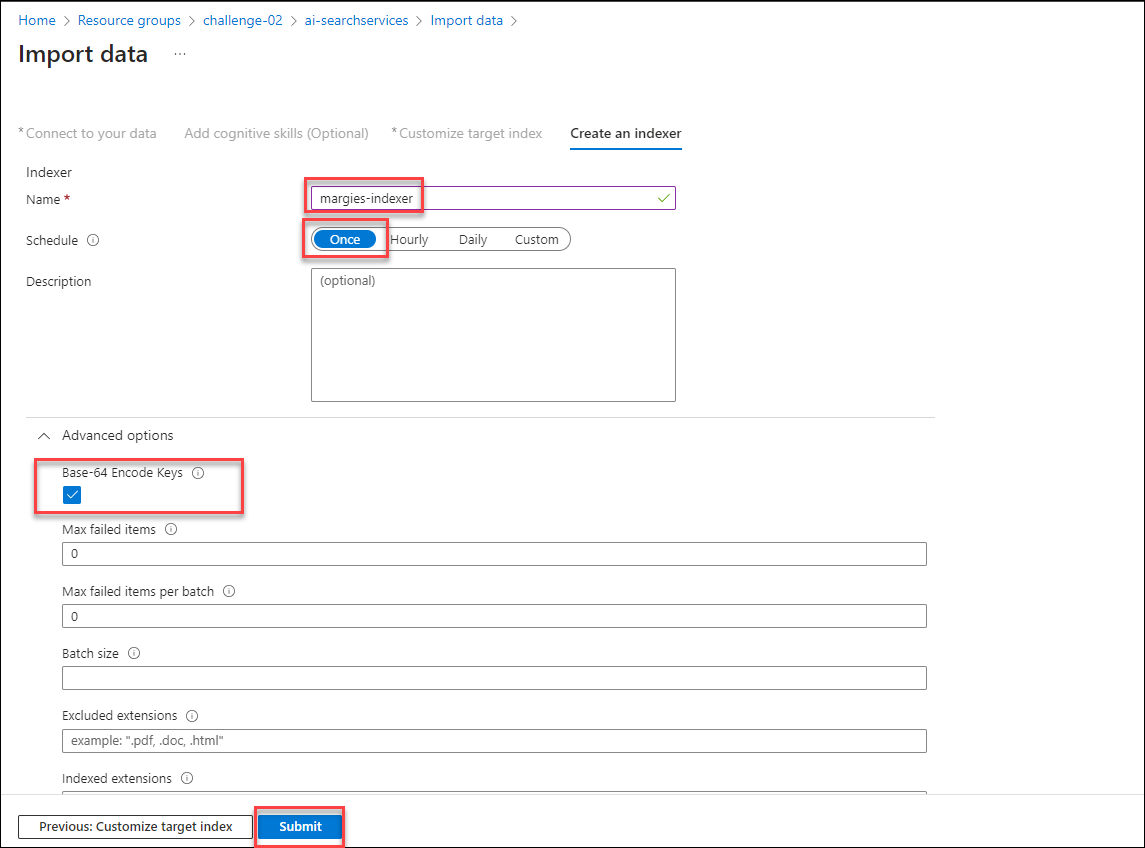 Home > Resource groups > challenge-02 > ai-searchservices > Import data >
Import data ...
* Connect to your data Add cognitive skills (Optional) * Customize target index Create an indexer
Indexer
Name * margies-indexer
Schedule Once Hourly Daily Custom
Description (optional)
Advanced options
Base-64 Encode Keys
Max failed items
0
Max failed items per batch
0
Batch size
Excluded extensions
example: ".pdf, .doc, .html"
Indexed extensions
Previous: Customize target index Submit